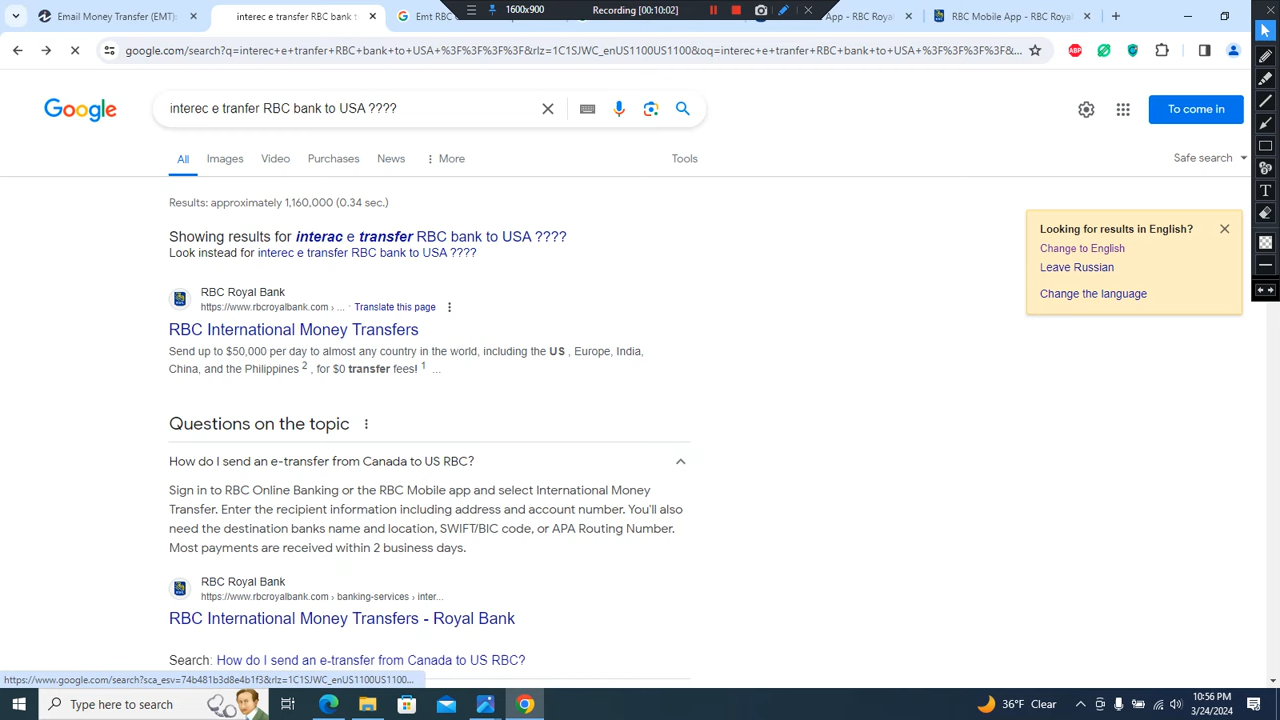 1600x900
Recording [00:10:02]
Email Money Transfer (EMT):
interec e tranfer RBC bank t
Emt RBC
App - RBC Roya
RBC Mobile App - RBC Royal
google.com/search?q=interec+e+tranfer+RBC+bank+to+USA+%3F%3F%3F%3F&rlz=1C1SJWC_enUS1100US1100&oq=interec+e+tranfer+RBC+bank+to+USA+%3F%3F%3F%3F&...
ABP
Google
interec e tranfer RBC bank to USA ????
To come in
All
Images
Video
Purchases
News
More
Tools
Safe search
Results: approximately 1,160,000 (0.34 sec.)
Showing results for interac e transfer RBC bank to USA ????
Look instead for interec e tranfer RBC bank to USA ????
Looking for results in English?
Change to English
Leave Russian
Change the language
RBC Royal Bank
https://www.rbcroyalbank.com › ... · Translate this page
RBC International Money Transfers
Send up to $50,000 per day to almost any country in the world, including the US , Europe, India,
China, and the Philippines 2 , for $0 transfer fees! 1 ...
Questions on the topic
How do I send an e-transfer from Canada to US RBC?
Sign in to RBC Online Banking or the RBC Mobile app and select International Money
Transfer. Enter the recipient information including address and account number. You'll also
need the destination banks name and location, SWIFT/BIC code, or APA Routing Number.
Most payments are received within 2 business days.
RBC Royal Bank
https://www.rbcroyalbank.com › banking-services › inter...
RBC International Money Transfers - Royal Bank
Search: How do I send an e-transfer from Canada to US RBC?
https://www.google.com/search?sca_esv=74b481b3d8e4b1f3&rlz=1C1SJWC_enUS1100US1100...
Type here to search
36°F Clear
10:56 PM
3/24/2024